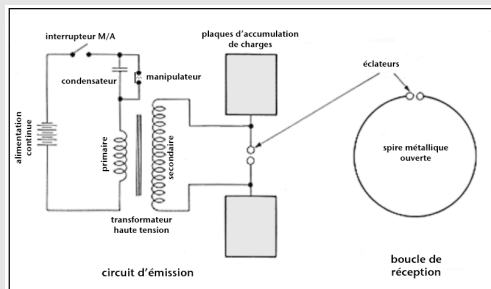 interrupteur M/A
plaques d'accumulation
de charges
condensateur
manipulateur
éclateurs
alimentation
continue
primaire
secondaire
spire métallique
ouverte
transformateur
haute tension
circuit d'émission
boucle de
réception